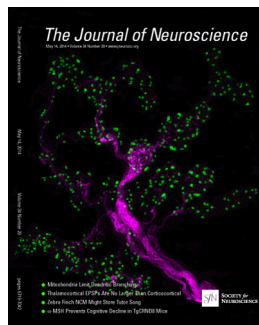 The Journal of Neuroscience
May 14, 2014 • Volume 34 Number 20 • www.jneurosci.org
The Journal of Neuroscience
May 14, 2014
Volume 34 Number 20
● Mitochondria Limit Dendritic Branching
● Thalamocortical EPSPs Are No Larger Than Corticocortical
● Zebra Finch NCM Might Store Tutor Song
● α-MSH Prevents Cognitive Decline in TgCRND8 Mice
SfN
SOCIETY for
NEUROSCIENCE